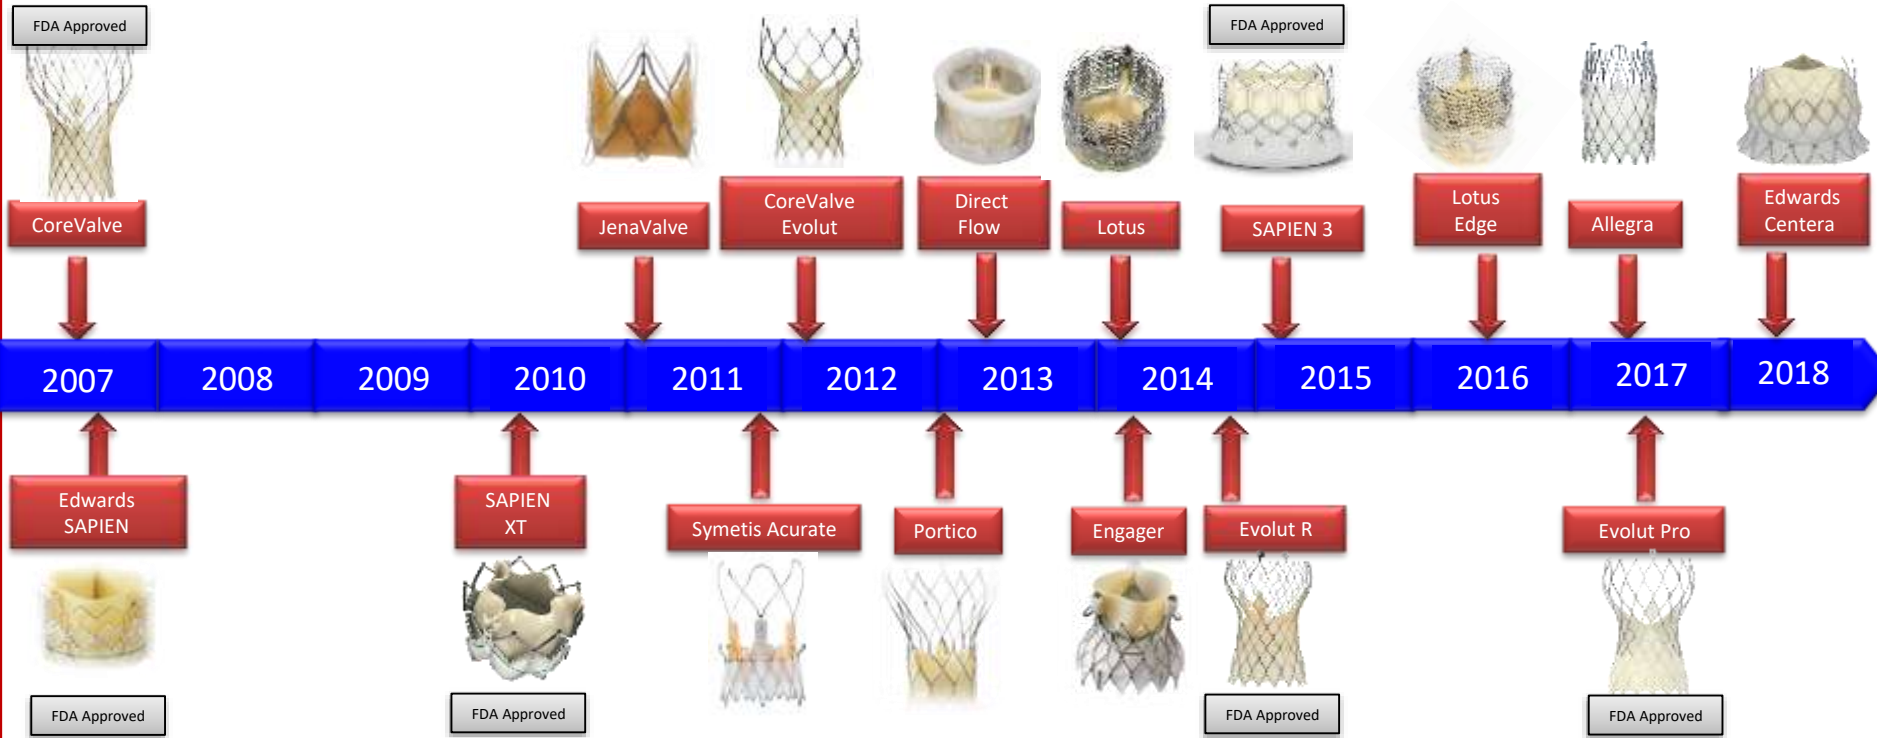 FDA Approved
FDA Approved
CoreValve
JenaValve
CoreValve
Evolut
Direct
Flow
Lotus
SAPIEN 3
Lotus
Edge
Allegra
Edwards
Centera
2007
2008
2009
2010
2011
2012
2013
2014
2015
2016
2017
2018
Edwards
SAPIEN
SAPIEN
XT
Symetis Acurate
Portico
Engager
Evolut R
Evolut Pro
FDA Approved
FDA Approved
FDA Approved
FDA Approved